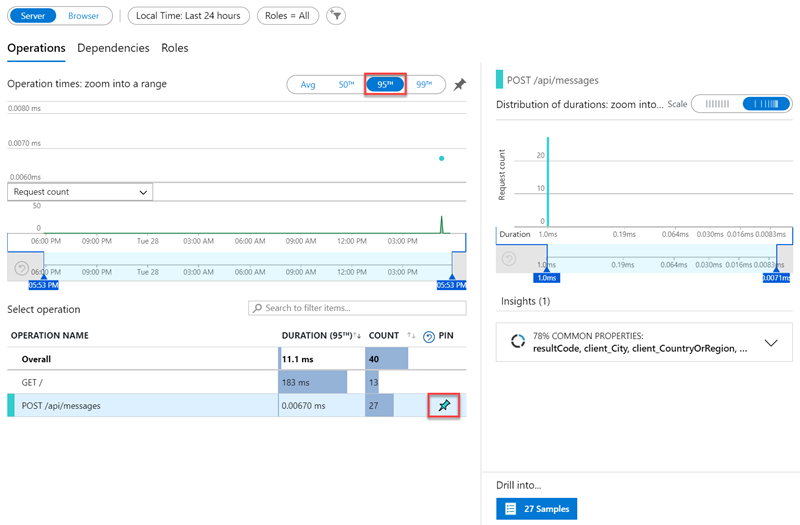 Server Browser Local Time: Last 24 hours Roles = All
Operations Dependencies Roles
Operation times: zoom into a range
Avg 50TH 95TH 99TH
0.0080 ms
0.0070 ms
0.0060 ms
Request count
50
0
06:00 PM 09:00 PM Tue 28 03:00 AM 06:00 AM 09:00 AM 12:00 PM 03:00 PM
06:00 PM 09:00 PM Tue 28 03:00 AM 06:00 AM 09:00 AM 12:00 PM 03:00 PM
05:53 PM 05:53 PM
Select operation
Search to filter items...
OPERATION NAME DURATION (95TH) COUNT PIN
Overall 11.1 ms 40
GET / 183 ms 13
POST /api/messages 0.00670 ms 27
POST /api/messages
Distribution of durations: zoom into... Scale
Request count
20
10
0
Duration 1.0ms 0.19ms 0.064ms 0.030ms 0.016ms 0.0083ms
1.0ms 0.19ms 0.064ms 0.030ms 0.016ms 0.0083ms
1.0ms 0.0071ms
Insights (1)
78% COMMON PROPERTIES:
resultCode, client_City, client_CountryOrRegion, ...
Drill into...
27 Samples